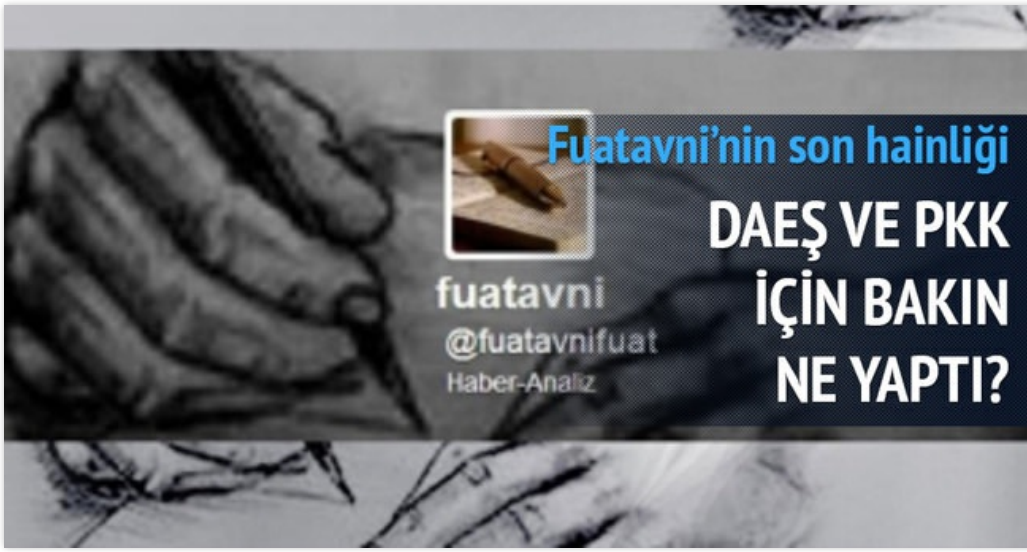 Fuatavni'nin son hainliği
DAEŞ VE PKK
İÇİN BAKIN
NE YAPTI?
fuatavni
@fuatavnifuat
Haber-Analiz